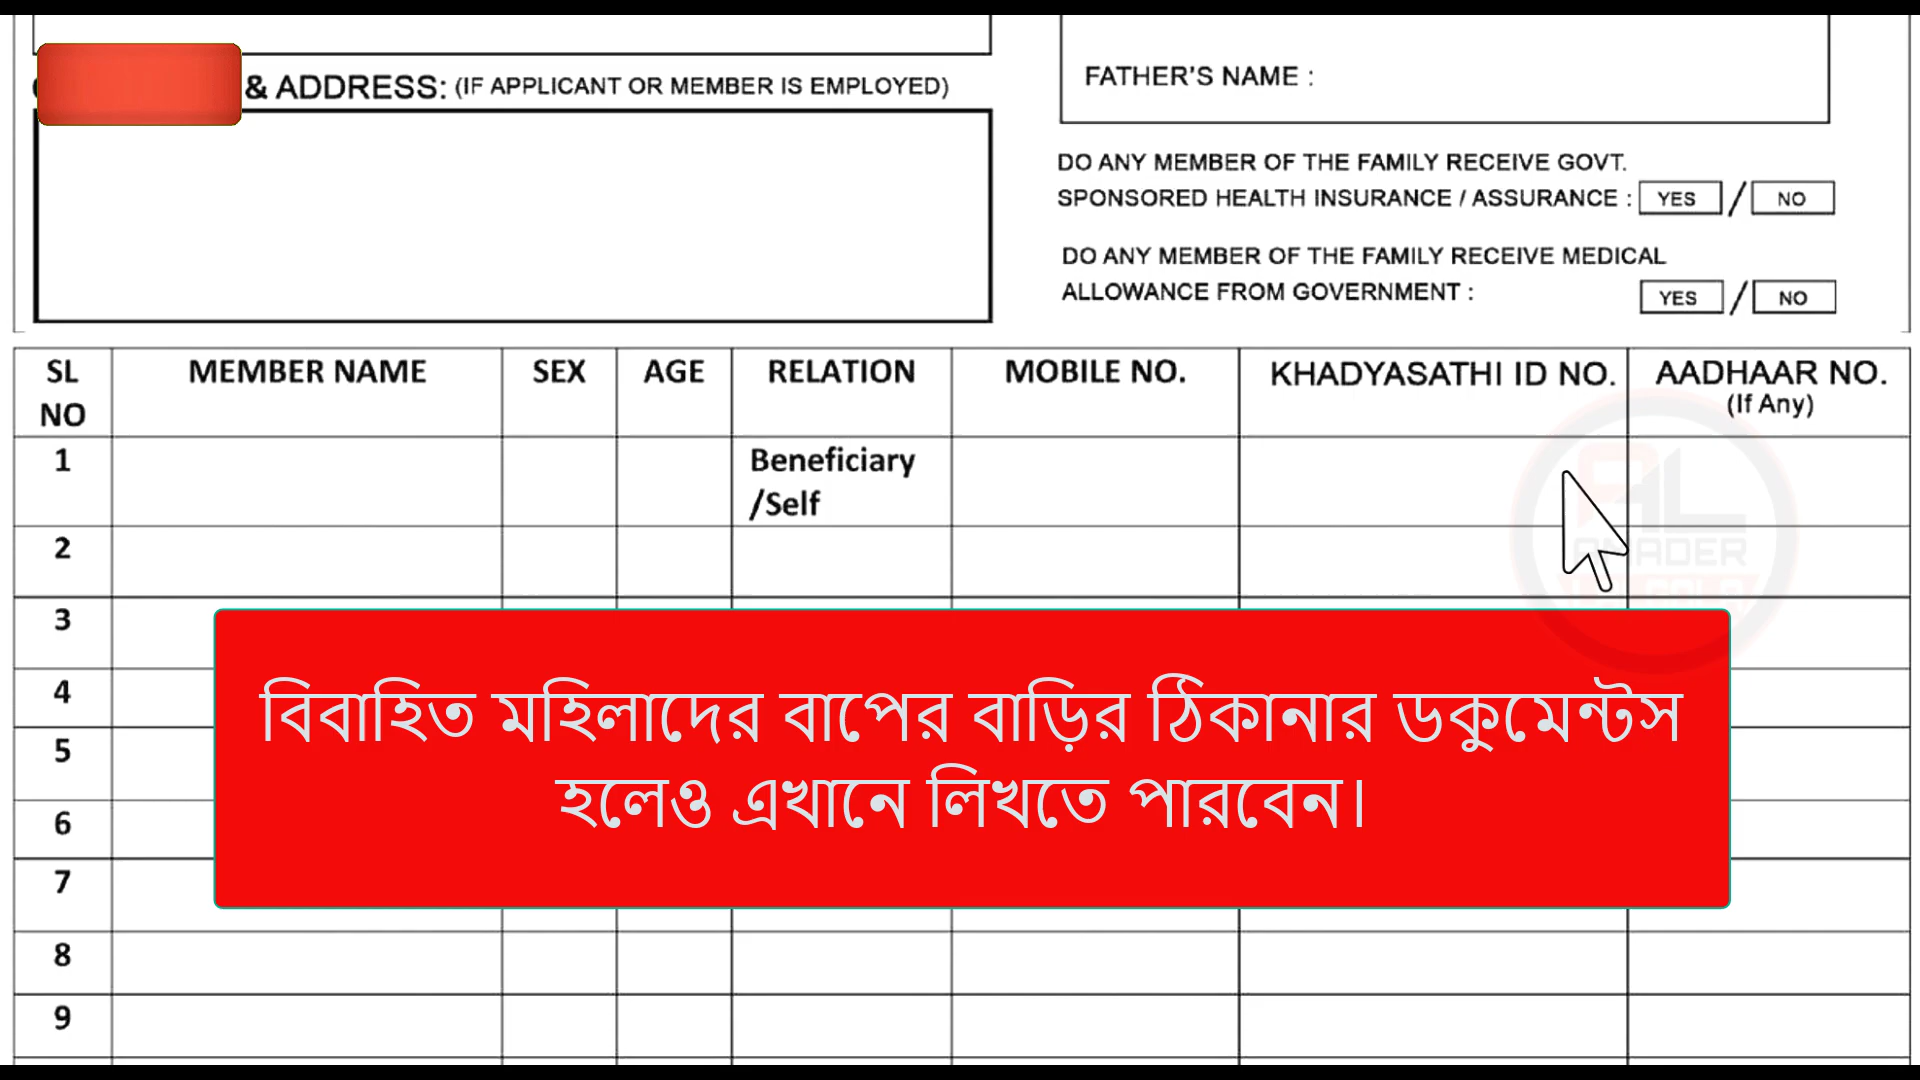 & ADDRESS: (IF APPLICANT OR MEMBER IS EMPLOYED)
FATHER'S NAME :
DO ANY MEMBER OF THE FAMILY RECEIVE GOVT.
SPONSORED HEALTH INSURANCE / ASSURANCE : YES / NO
DO ANY MEMBER OF THE FAMILY RECEIVE MEDICAL
ALLOWANCE FROM GOVERNMENT : YES / NO
SL NO MEMBER NAME SEX AGE RELATION MOBILE NO. KHADYASATHI ID NO. AADHAAR NO. (If Any)
1 Beneficiary /Self
2
3
4
5
6
7
8
9
বিবাহিত মহিলাদের বাপের বাড়ির ঠিকানার ডকুমেন্টস
হলেও এখানে লিখতে পারবেন।